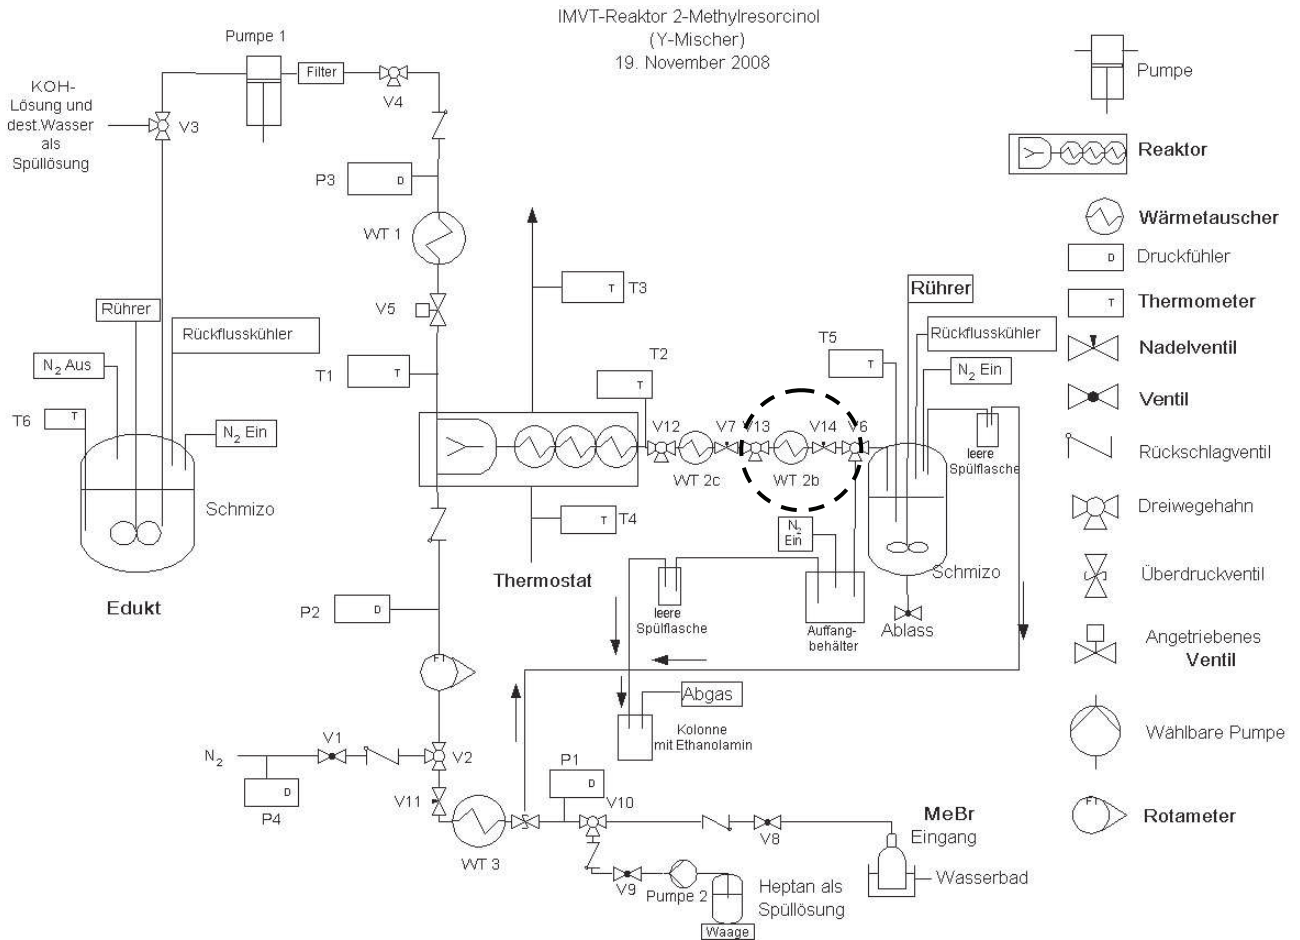 IMVT-Reaktor 2-Methylresorcinol
(Y-Mischer)
19. November 2008
Pumpe 1
Filter
V4
KOH-
Lösung und
dest.Wasser
als
Spüllösung
V3
P3
D
WT 1
V5
T1
T
T3
T
T2
T
Rührer
Rückflusskühler
N2 Aus
T6
T
N2 Ein
Schmizo
Edukt
V12
V7
V13
V14
V6
WT 2c
WT 2b
T4
T
Thermostat
T5
T
Rührer
Rückflusskühler
N2 Ein
leere
Spülflasche
Schmizo
Ablass
N2
Ein
Auffang-
behälter
leere
Spülflasche
P2
D
FI
Abgas
Kolonne
mit Ethanolamin
N2
V1
V2
D
P4
V11
WT 3
P1
D
V10
V8
MeBr
Eingang
Wasserbad
V9
Pumpe 2
Heptan als
Spüllösung
Waage
Pumpe
Reaktor
Wärmetauscher
D
Druckfühler
T
Thermometer
Nadelventil
Ventil
Rückschlagventil
Dreiwegehahn
Überdruckventil
Angetriebenes
Ventil
Wählbare Pumpe
FI
Rotameter